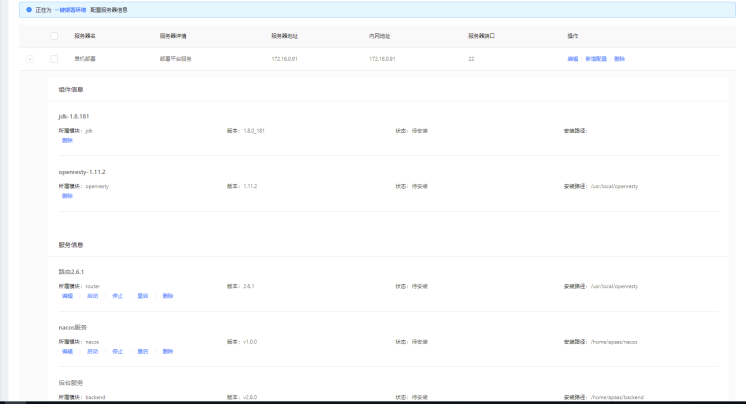 正在为 一键部署环境 配置服务器信息
服务器名 服务器详情 服务器地址 内网地址 服务器端口 操作
单机部署 部署平台服务 172.16.0.91 172.16.0.91 22 编辑 新增配置 删除
组件信息
jdk-1.8.181
所属模块: jdk 版本: 1.8.0_181 状态: 待安装 安装路径:
删除
openresty-1.11.2
所属模块: openresty 版本: 1.11.2 状态: 待安装 安装路径: /usr/local/openresty
删除
服务信息
路由2.6.1
所属模块: router 版本: 2.6.1 状态: 待安装 安装路径: /usr/local/openresty
编辑 启动 停止 重启 删除
nacos服务
所属模块: nacos 版本: v1.0.0 状态: 待安装 安装路径: /home/apaas/nacos
编辑 启动 停止 重启 删除
后台服务
所属模块: backend 版本: v2.8.0 状态: 待安装 安装路径: /home/apaas/backend